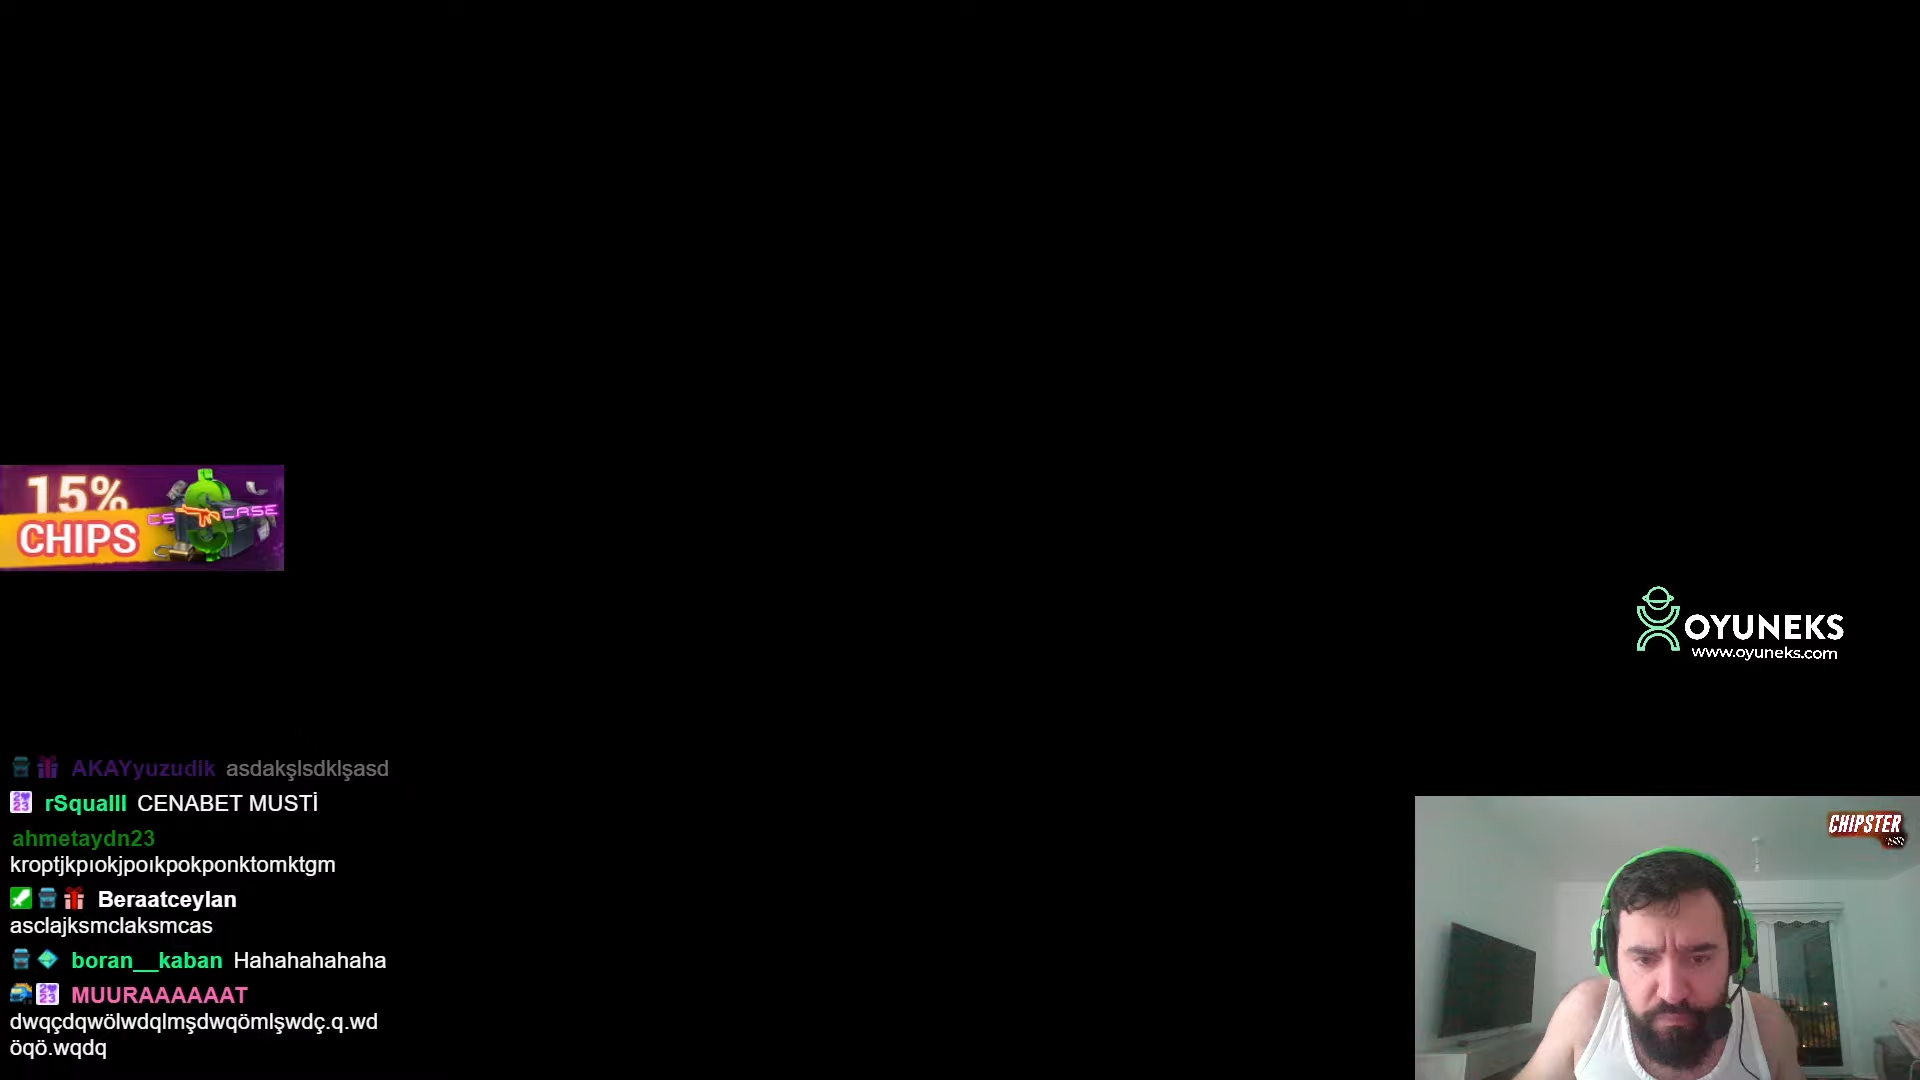 15%
CHIPS
CS CASE
OYUNEKS
www.oyuneks.com
AKAYyuzudik asdakşlsdklşasd
rSqualll CENABET MUSTİ
ahmetaydn23
kroptjkpıokjpoıkpokponktomktgm
Beraatceylan
asclajksmclaksmcas
boran__kaban Hahahahahaha
MUURAAAAAAT
dwqçdqwölwdqlmşdwqömlşwdç.q.wd
öqö.wqdq
CHIPSTER